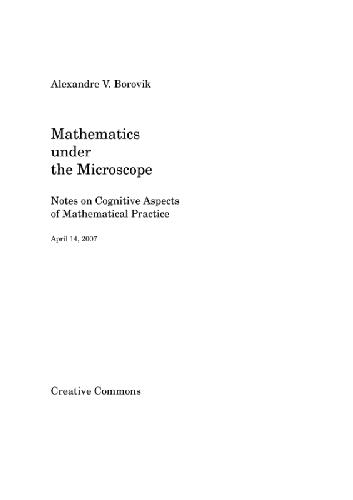 Alexandre V. Borovik
Mathematics
under
the Microscope
Notes on Cognitive Aspects
of Mathematical Practice
April 14, 2007
Creative Commons